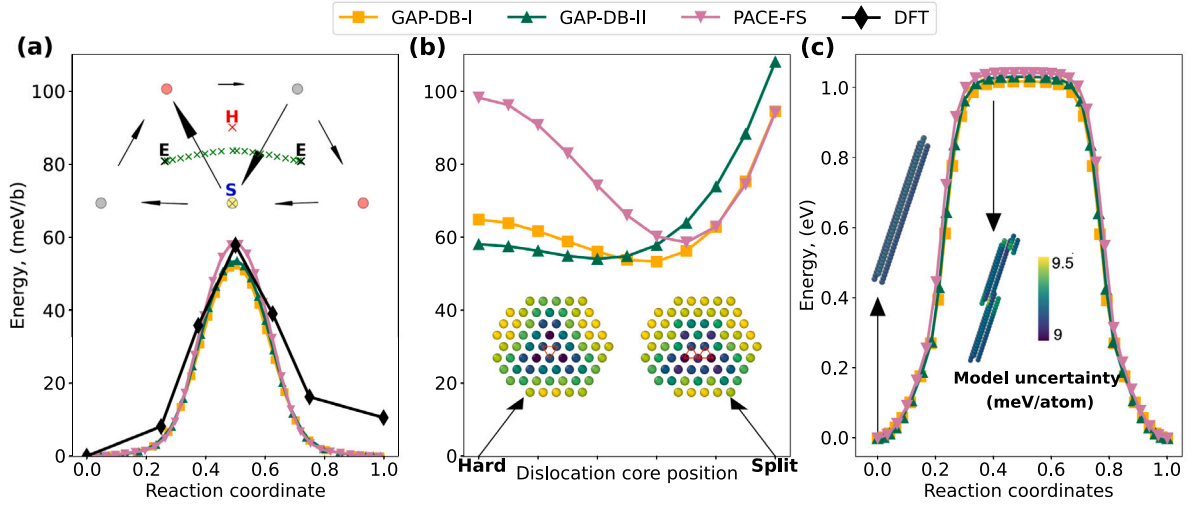 GAP-DB-I GAP-DB-II PACE-FS DFT
(a)
Energy, (meV/b)
100
80
60
40
20
0
H
E E
S
0.0 0.2 0.4 0.6 0.8 1.0
Reaction coordinate
(b)
100
80
60
40
20
0
Hard Dislocation core position Split
(c)
Energy, (eV)
1.0
0.8
0.6
0.4
0.2
0.0
9.5
9
Model uncertainty
(meV/atom)
0.0 0.2 0.4 0.6 0.8 1.0
Reaction coordinates